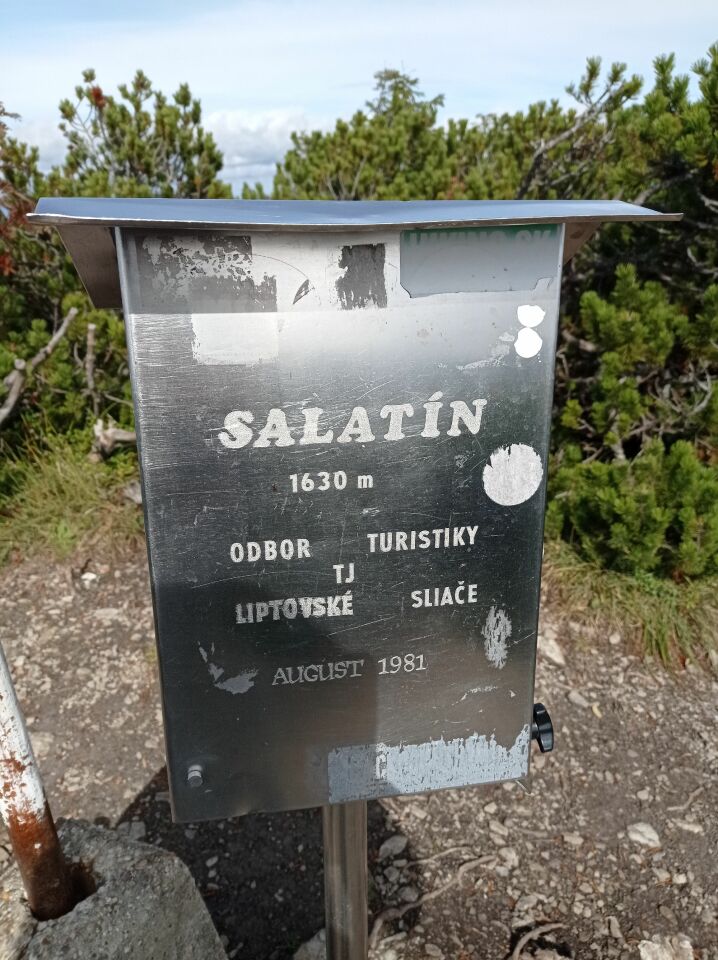 SALATÍN
1630 m
ODBOR TURISTIKY
TJ
LIPTOVSKÉ SLIAČE
AUGUST 1981